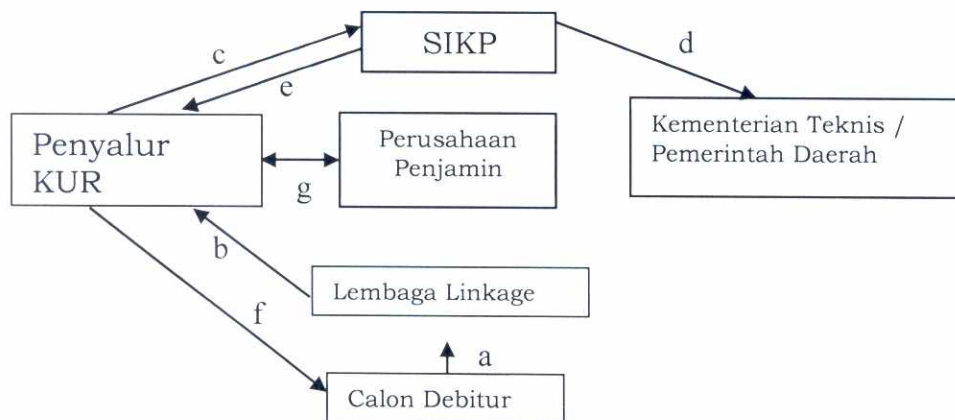 SIKP
c
d
e
Penyalur
KUR
Perusahaan
Penjamin
Kementerian Teknis /
Pemerintah Daerah
g
b
Lembaga Linkage
f
a
Calon Debitur